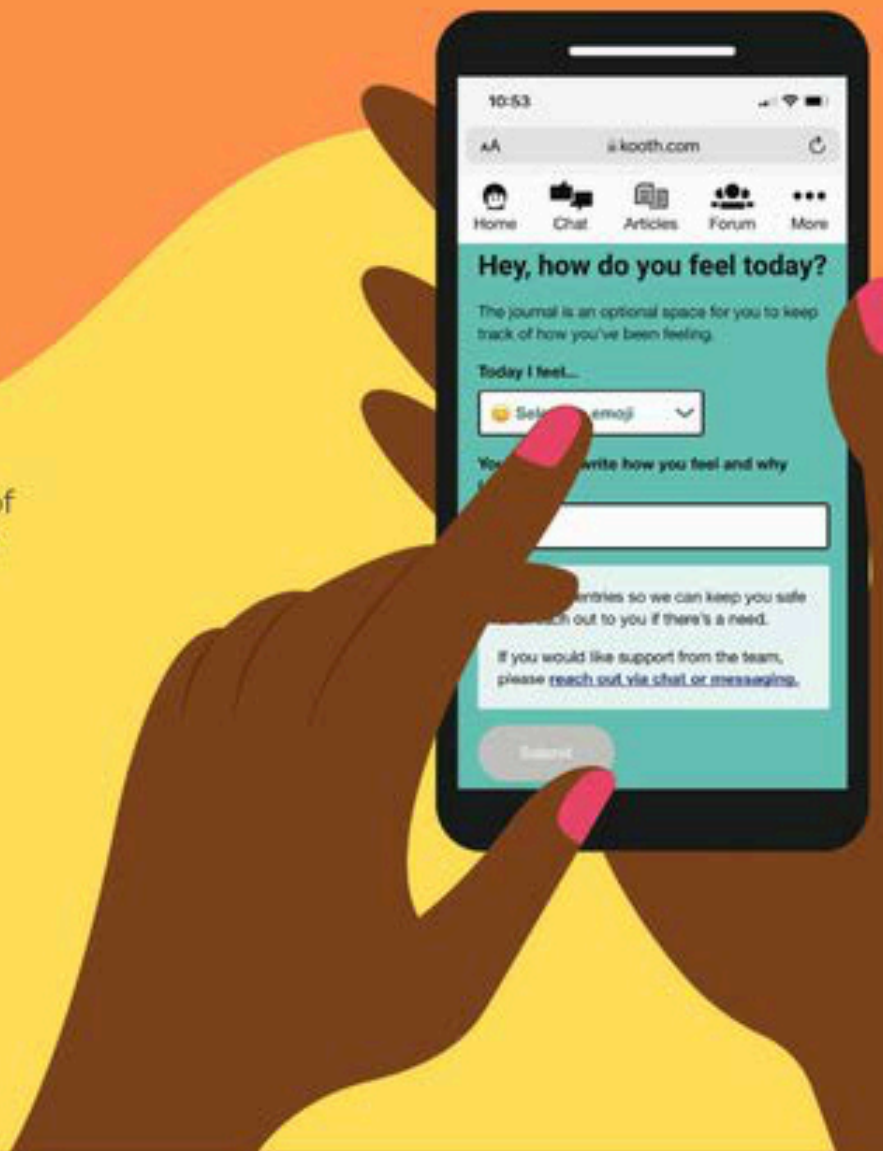 10:53
AA kooth.com
Home Chat Articles Forum More
Hey, how do you feel today?
The journal is an optional space for you to keep
track of how you've been feeling.
Today I feel...
emoji
write how you feel and why
entries so we can keep you safe
out to you if there's a need.
If you would like support from the team,
please reach out via chat or messaging.
Submit
of